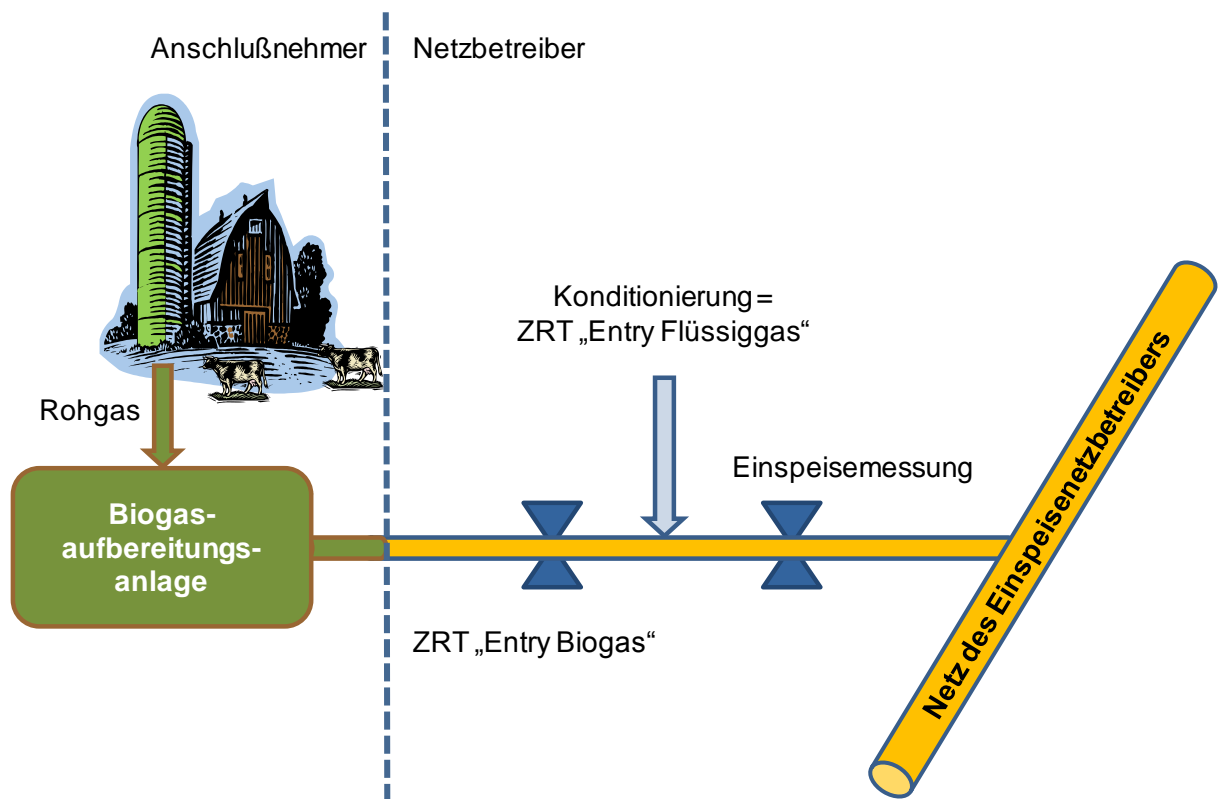 Anschlußnehmer
Netzbetreiber
Konditionierung =
ZRT „Entry Flüssiggas“
Rohgas
Einspeisemessung
Biogas-
aufbereitungs-
anlage
ZRT „Entry Biogas“
Netz des Einspeisenetzbetreibers